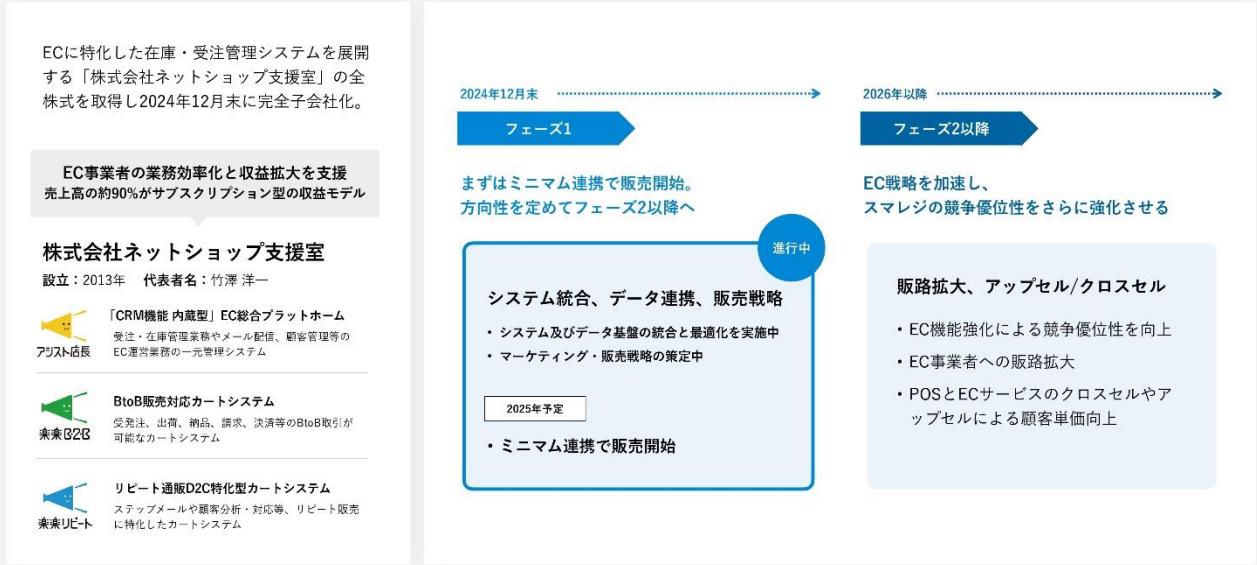 ECに特化した在庫・受注管理システムを展開
する「株式会社ネットショップ支援室」の全
株式を取得し2024年12月末に完全子会社化。
EC事業者の業務効率化と収益拡大を支援
売上高の約90%がサブスクリプション型の収益モデル
株式会社ネットショップ支援室
設立：2013年 代表者名：竹澤 洋一
アシスト店長
「CRM機能 内蔵型」EC総合プラットホーム
受注・在庫管理業務やメール配信、顧客管理等の
EC運営業務の一元管理システム
楽楽B2B
BtoB販売対応カートシステム
受発注、出荷、納品、請求、決済等のBtoB取引が
可能なカートシステム
楽楽リピート
リピート通販D2C特化型カートシステム
ステップメールや顧客分析・対応等、リピート販売
に特化したカートシステム
2024年12月末
フェーズ1
まずはミニマム連携で販売開始。
方向性を定めてフェーズ2以降へ
進行中
システム統合、データ連携、販売戦略
・システム及びデータ基盤の統合と最適化を実施中
・マーケティング・販売戦略の策定中
2025年予定
・ミニマム連携で販売開始
2026年以降
フェーズ2以降
EC戦略を加速し、
スマレジの競争優位性をさらに強化させる
販路拡大、アップセル/クロスセル
・EC機能強化による競争優位性を向上
・EC事業者への販路拡大
・POSとECサービスのクロスセルやア
ップセルによる顧客単価向上